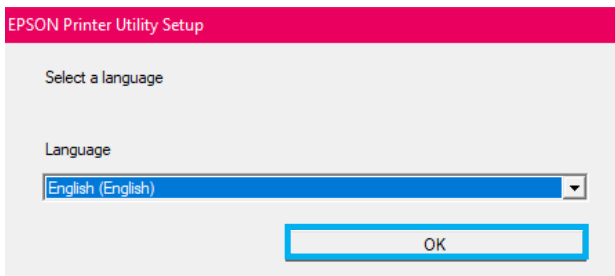 EPSON Printer Utility Setup
Select a language
Language
English (English)
OK